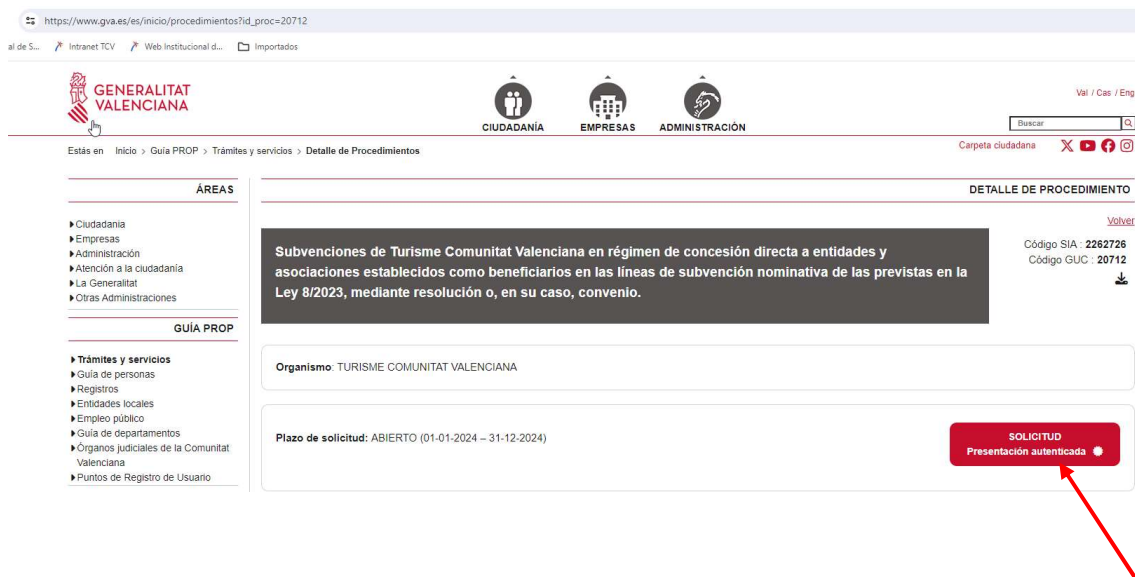 https://www.gva.es/es/inicio/procedimientos?id_proc=20712
al de S...
Intranet TCV
Web Institucional d...
Importados
GENERALITAT
VALENCIANA
CIUDADANÍA
EMPRESAS
ADMINISTRACIÓN
Val / Cas / Eng
Buscar
Estás en Inicio > Guía PROP > Trámites y servicios > Detalle de Procedimientos
Carpeta ciudadana
ÁREAS
Ciudadanía
Empresas
Administración
Atención a la ciudadanía
La Generalitat
Otras Administraciones
GUÍA PROP
Trámites y servicios
Guía de personas
Registros
Entidades locales
Empleo público
Guía de departamentos
Órganos judiciales de la Comunitat
Valenciana
Puntos de Registro de Usuario
DETALLE DE PROCEDIMIENTO
Volver
Código SIA : 2262726
Código GUC : 20712
Subvenciones de Turisme Comunitat Valenciana en régimen de concesión directa a entidades y
asociaciones establecidos como beneficiarios en las líneas de subvención nominativa de las previstas en la
Ley 8/2023, mediante resolución o, en su caso, convenio.
Organismo: TURISME COMUNITAT VALENCIANA
Plazo de solicitud: ABIERTO (01-01-2024 – 31-12-2024)
SOLICITUD
Presentación autenticada